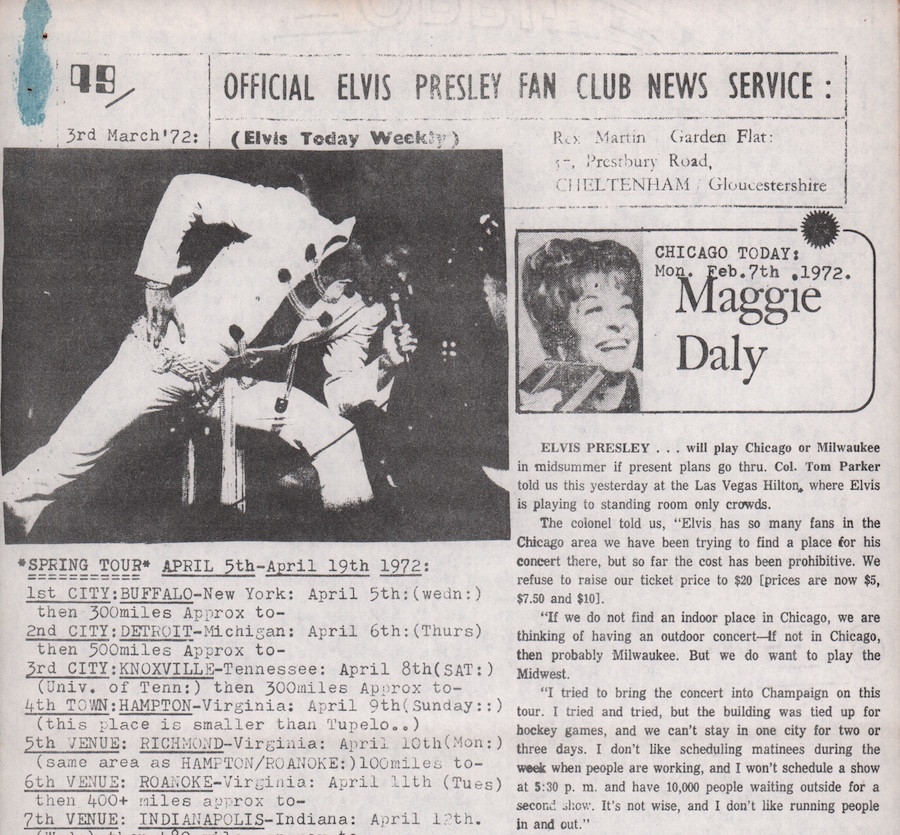 49/
OFFICIAL ELVIS PRESLEY FAN CLUB NEWS SERVICE :
3rd March'72:
(Elvis Today Weekly)
Rex Martin Garden Flat:
57, Prestbury Road,
CHELTENHAM / Gloucestershire
CHICAGO TODAY:
Mon. Feb.7th .1972.
Maggie
Daly
*SPRING TOUR* APRIL 5th-April 19th 1972:
1st CITY:BUFFALO-New York: April 5th:(wedn:)
then 300miles Approx to-
2nd CITY:DETROIT-Michigan: April 6th:(Thurs)
then 500miles Approx to-
3rd CITY:KNOXVILLE-Tennessee: April 8th(SAT:)
(Univ. of Tenn:) then 300miles Approx to-
4th TOWN:HAMPTON-Virginia: April 9th(Sunday::)
(this place is smaller than Tupelo..)
5th VENUE: RICHMOND-Virginia: April 10th(Mon:)
(same area as HAMPTON/ROANOKE:)100miles to-
6th VENUE: ROANOKE-Virginia: April 11th (Tues)
then 400+ miles approx to-
7th VENUE: INDIANAPOLIS-Indiana: April 12th.
ELVIS PRESLEY . . . will play Chicago or Milwaukee
in midsummer if present plans go thru. Col. Tom Parker
told us this yesterday at the Las Vegas Hilton, where Elvis
is playing to standing room only crowds.
The colonel told us, "Elvis has so many fans in the
Chicago area we have been trying to find a place for his
concert there, but so far the cost has been prohibitive. We
refuse to raise our ticket price to $20 [prices are now $5,
$7.50 and $10].
"If we do not find an indoor place in Chicago, we are
thinking of having an outdoor concert—if not in Chicago,
then probably Milwaukee. But we do want to play the
Midwest.
"I tried to bring the concert into Champaign on this
tour. I tried and tried, but the building was tied up for
hockey games, and we can't stay in one city for two or
three days. I don't like scheduling matinees during the
week when people are working, and I won't schedule a show
at 5:30 p. m. and have 10,000 people waiting outside for a
second show. It's not wise, and I don't like running people
in and out."